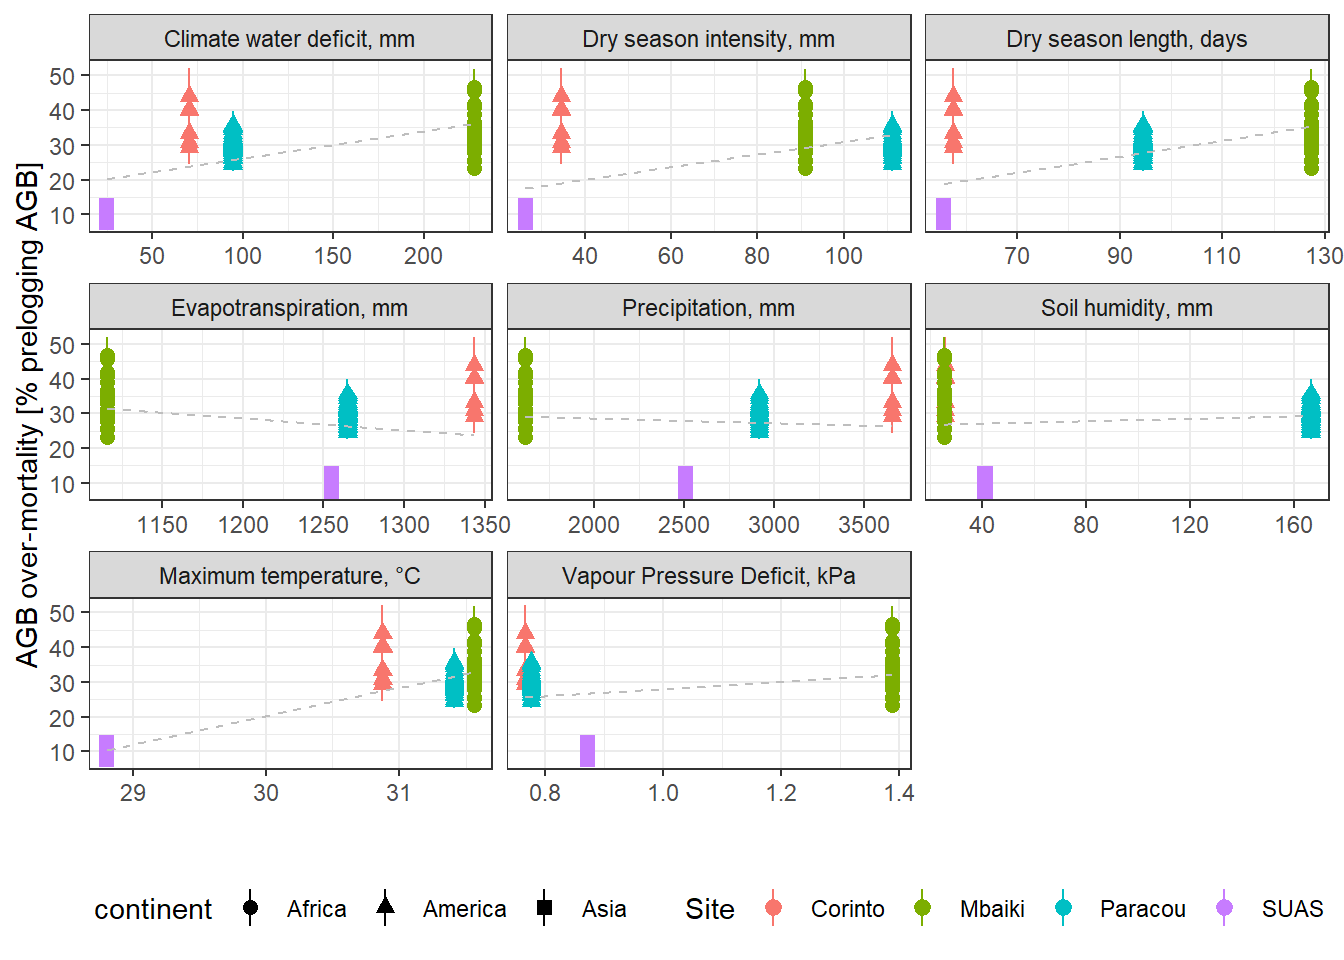 Climate water deficit, mm
Dry season intensity, mm
Dry season length, days
50
40
30
20
10
50 100 150 200
40 60 80 100
70 90 110 130
Evapotranspiration, mm
Precipitation, mm
Soil humidity, mm
50
40
30
20
10
1150 1200 1250 1300 1350
2000 2500 3000 3500
40 80 120 160
Maximum temperature, °C
Vapour Pressure Deficit, kPa
50
40
30
20
10
29 30 31
0.8 1.0 1.2 1.4
AGB over-mortality [% prelogging AGB]
continent Africa America Asia
Site Corinto Mbaiki Paracou SUAS